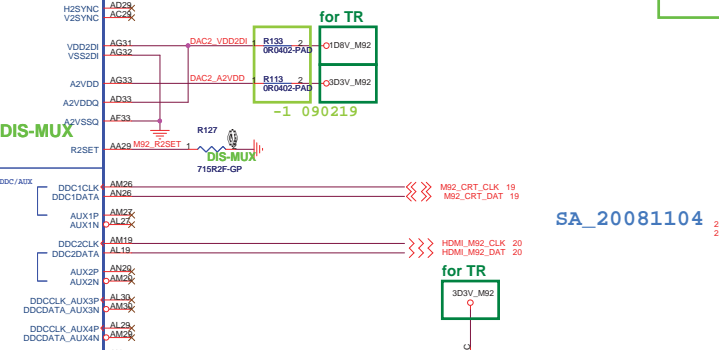 H2SYNC AD29
V2SYNC AC29
for TR
VDD2DI AG31 DAC2_VDD2DI 1 R133 2 1D8V_M92
VSS2DI AG32 0R0402-PAD
A2VDD AG33 DAC2_A2VDD 1 R113 2 3D3V_M92
0R0402-PAD
A2VDDQ AD33
-1 090219
A2VSSQ AF33
DIS-MUX
R127
R2SET AA29 M92_R2SET 1 2
DIS-MUX
715R2F-GP
DDC/AUX
DDC1CLK AM26 M92_CRT_CLK 19
DDC1DATA AN26 M92_CRT_DAT 19
AUX1P AM27
AUX1N AL27
SA_20081104
DDC2CLK AM19 HDMI_M92_CLK 20
DDC2DATA AL19 HDMI_M92_DAT 20
for TR
AUX2P AN20
AUX2N AM20
3D3V_M92
DDCCLK_AUX3P AL30
DDCDATA_AUX3N AM30
DDCCLK_AUX4P AL29
DDCDATA_AUX4N AM29
C